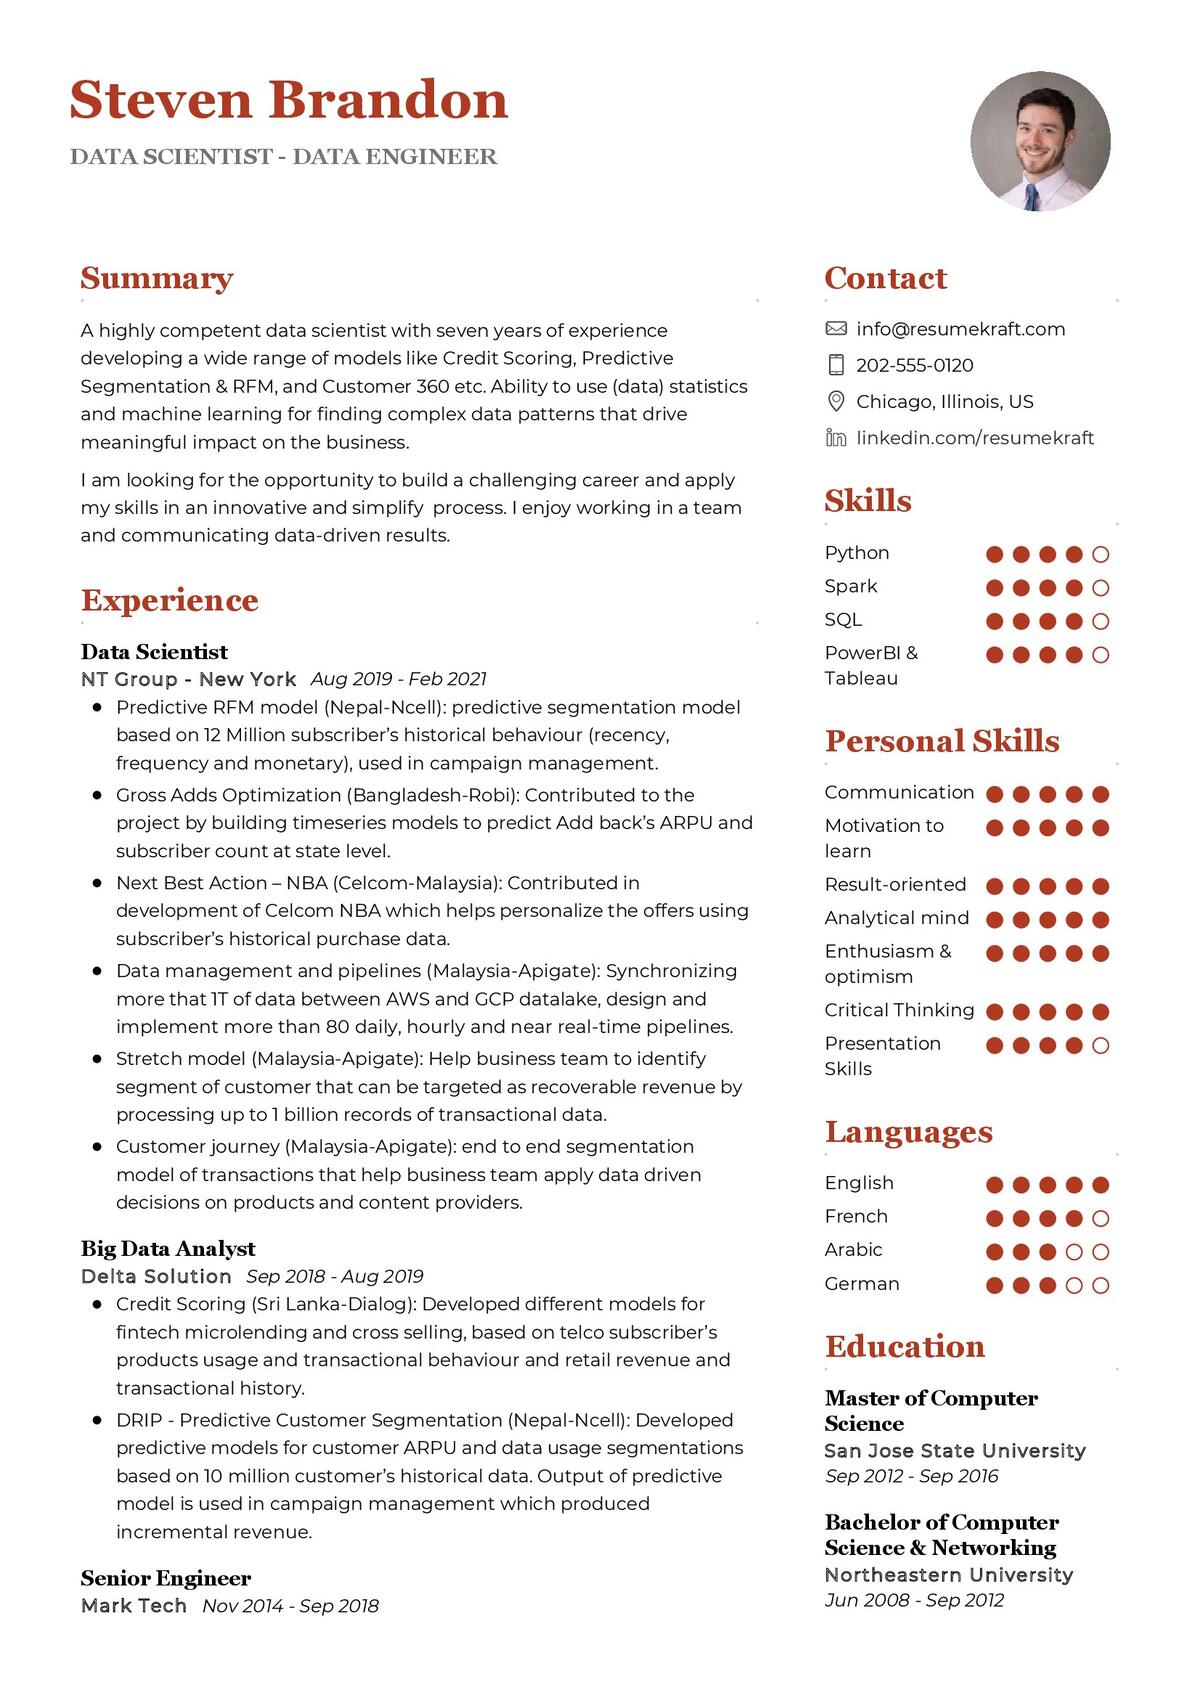 Steven Brandon
DATA SCIENTIST - DATA ENGINEER
Summary
A highly competent data scientist with seven years of experience
developing a wide range of models like Credit Scoring, Predictive
Segmentation & RFM, and Customer 360 etc. Ability to use (data) statistics
and machine learning for finding complex data patterns that drive
meaningful impact on the business.
I am looking for the opportunity to build a challenging career and apply
my skills in an innovative and simplify  process. I enjoy working in a team
and communicating data-driven results.
Experience
Data Scientist
NT Group - New York Aug 2019 - Feb 2021
● Predictive RFM model (Nepal-Ncell): predictive segmentation model
based on 12 Million subscriber’s historical behaviour (recency,
frequency and monetary), used in campaign management.
● Gross Adds Optimization (Bangladesh-Robi): Contributed to the
project by building timeseries models to predict Add back’s ARPU and
subscriber count at state level.
● Next Best Action – NBA (Celcom-Malaysia): Contributed in
development of Celcom NBA which helps personalize the offers using
subscriber’s historical purchase data.
● Data management and pipelines (Malaysia-Apigate): Synchronizing
more that 1T of data between AWS and GCP datalake, design and
implement more than 80 daily, hourly and near real-time pipelines.
● Stretch model (Malaysia-Apigate): Help business team to identify
segment of customer that can be targeted as recoverable revenue by
processing up to 1 billion records of transactional data.
● Customer journey (Malaysia-Apigate): end to end segmentation
model of transactions that help business team apply data driven
decisions on products and content providers.
Big Data Analyst
Delta Solution Sep 2018 - Aug 2019
● Credit Scoring (Sri Lanka-Dialog): Developed different models for
fintech microlending and cross selling, based on telco subscriber’s
products usage and transactional behaviour and retail revenue and
transactional history.
● DRIP - Predictive Customer Segmentation (Nepal-Ncell): Developed
predictive models for customer ARPU and data usage segmentations
based on 10 million customer’s historical data. Output of predictive
model is used in campaign management which produced
incremental revenue.
Senior Engineer
Mark Tech Nov 2014 - Sep 2018
Contact
info@resumekraft.com
202-555-0120
Chicago, Illinois, US
linkedin.com/resumekraft
Skills
Python
Spark
SQL
PowerBI &
Tableau
Personal Skills
Communication
Motivation to
learn
Result-oriented
Analytical mind
Enthusiasm &
optimism
Critical Thinking
Presentation
Skills
Languages
English
French
Arabic
German
Education
Master of Computer
Science
San Jose State University
Sep 2012 - Sep 2016
Bachelor of Computer
Science & Networking
Northeastern University
Jun 2008 - Sep 2012